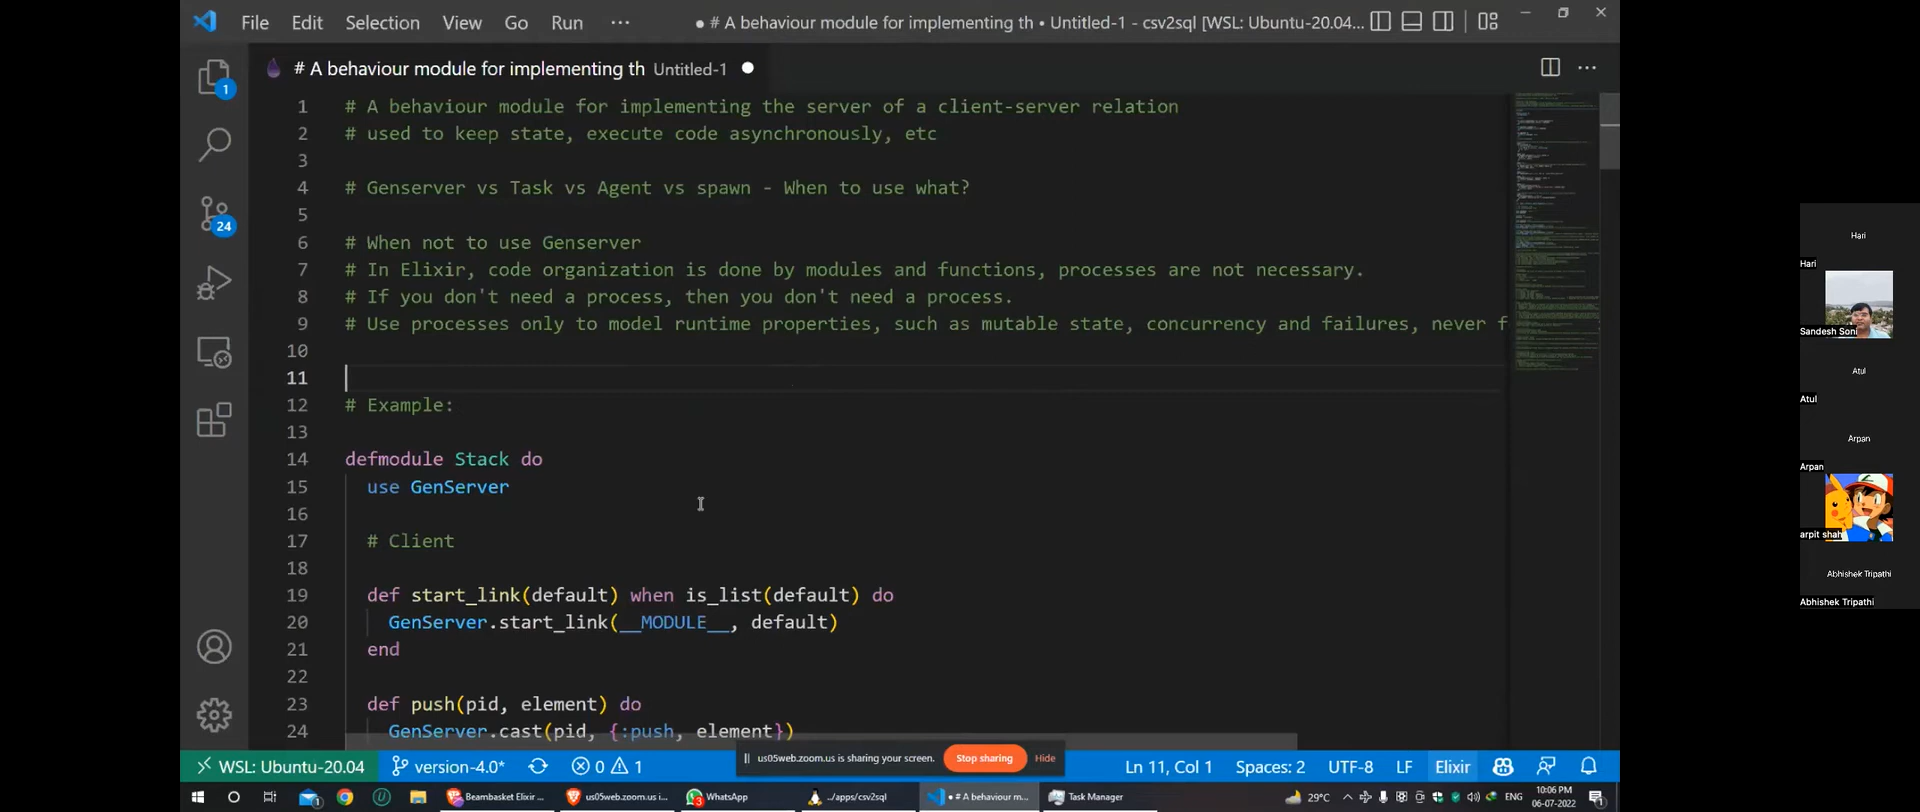 File Edit Selection View Go Run ··· ● # A behaviour module for implementing th • Untitled-1 - csv2sql [WSL: Ubuntu-20.04...
# A behaviour module for implementing th Untitled-1
1 # A behaviour module for implementing the server of a client-server relation
2 # used to keep state, execute code asynchronously, etc
3
4 # Genserver vs Task vs Agent vs spawn - When to use what?
5
6 # When not to use Genserver
7 # In Elixir, code organization is done by modules and functions, processes are not necessary.
8 # If you don't need a process, then you don't need a process.
9 # Use processes only to model runtime properties, such as mutable state, concurrency and failures, never f
10
11
12 # Example:
13
14 defmodule Stack do
15 use GenServer
16
17 # Client
18
19 def start_link(default) when is_list(default) do
20 GenServer.start_link(__MODULE__, default)
21 end
22
23 def push(pid, element) do
24 GenServer.cast(pid, {:push, element})
1
24
us05web.zoom.us is sharing your screen. Stop sharing Hide
WSL: Ubuntu-20.04 version-4.0* 0 1 Ln 11, Col 1 Spaces: 2 UTF-8 LF Elixir
Beambasket Elixir ... us05web.zoom.us i... WhatsApp ../apps/csv2sql # A behaviour m... Task Manager 29°C ENG 10:06 PM
06-07-2022
Hari
Hari
Sandesh Soni
Atul
Atul
Arpan
Arpan
arpit shah
Abhishek Tripathi
Abhishek Tripathi